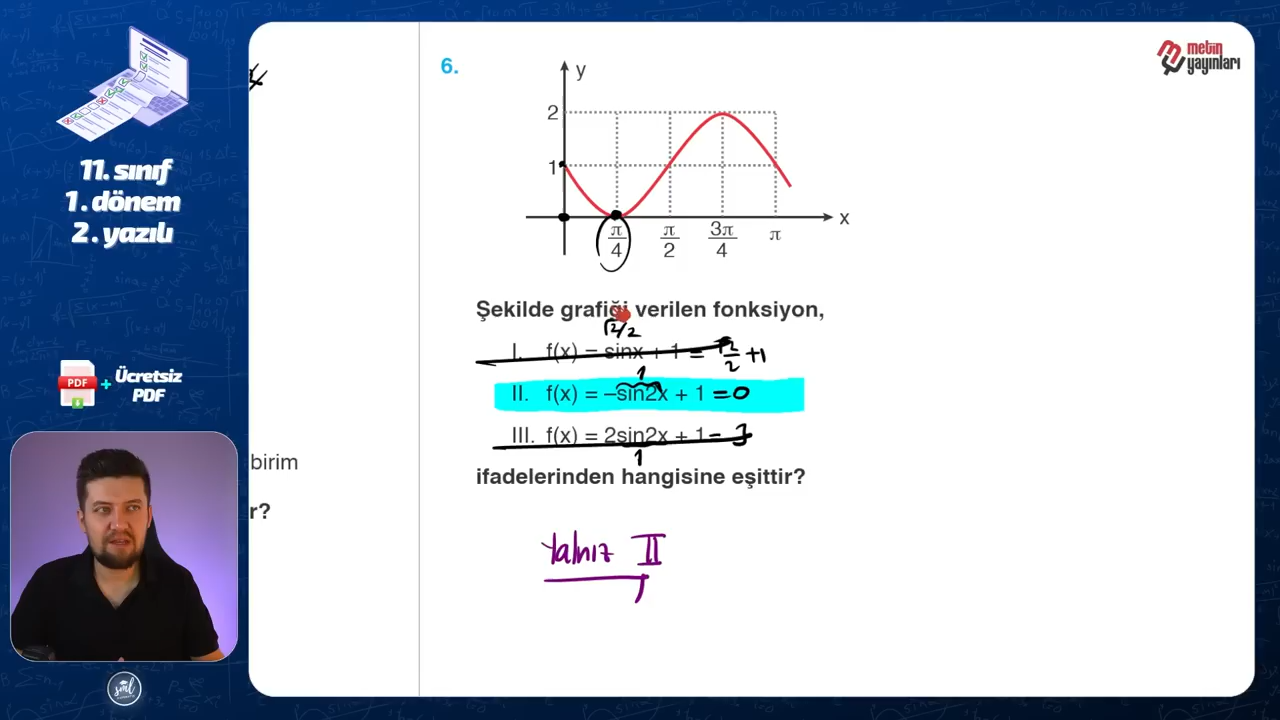 11. sınıf
1. dönem
2. yazılı
PDF
+ Ücretsiz
PDF
sml
birim
r?
metin
yayınları
6.
y
2
1
π/4
π/2
3π/4
π
x
Şekilde grafiği verilen fonksiyon,
√2/2
I. f(x) = sinx + 1 = √2/2 +1
1
II. f(x) = –sin2x + 1 = 0
III. f(x) = 2sin2x + 1 = 3
1
ifadelerinden hangisine eşittir?
Yalnız II